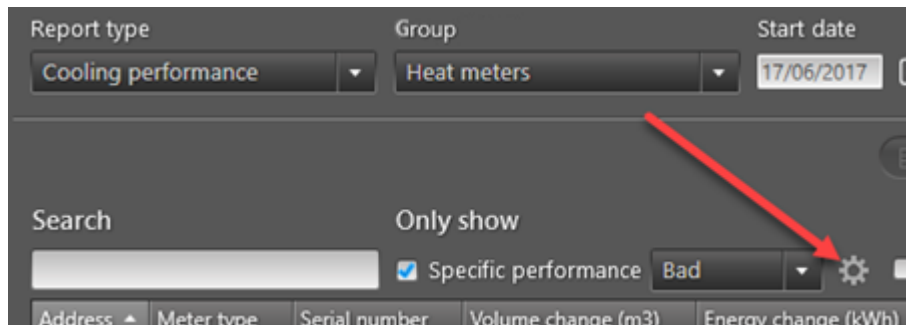 Report type Group Start date
Cooling performance Heat meters 17/06/2017
Search Only show
Specific performance Bad
Address Meter type Serial number Volume change (m3) Energy change (kWh)